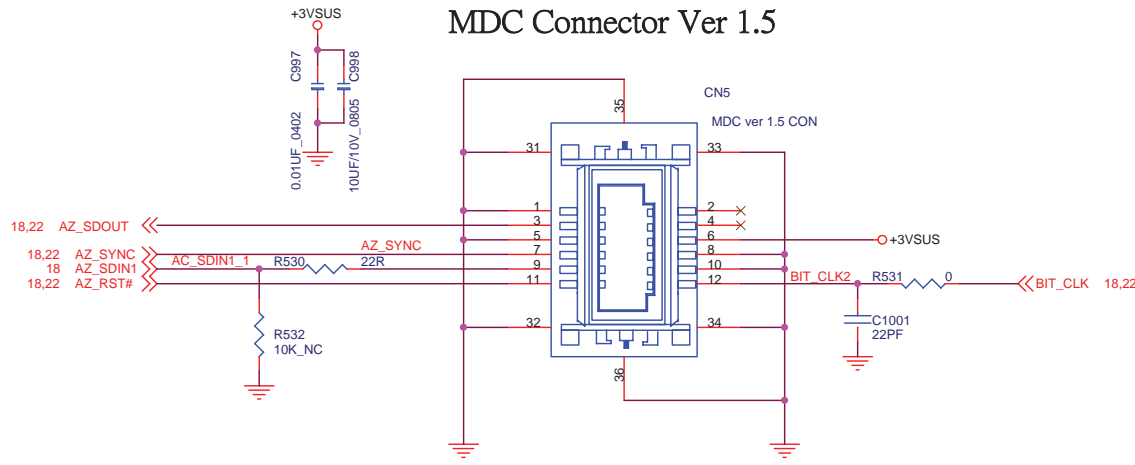 MDC Connector Ver 1.5
+3VSUS
C997
C998
0.01UF_0402
10UF/10V_0805
CN5
MDC ver 1.5 CON
35
31
33
1
2
18,22 AZ_SDOUT
3
4
5
6
+3VSUS
18,22 AZ_SYNC
AZ_SYNC
7
8
18 AZ_SDIN1
AC_SDIN1_1
R530
22R
9
10
18,22 AZ_RST#
11
12
BIT_CLK2
R531
0
BIT_CLK 18,22
R532
10K_NC
32
34
C1001
22PF
36